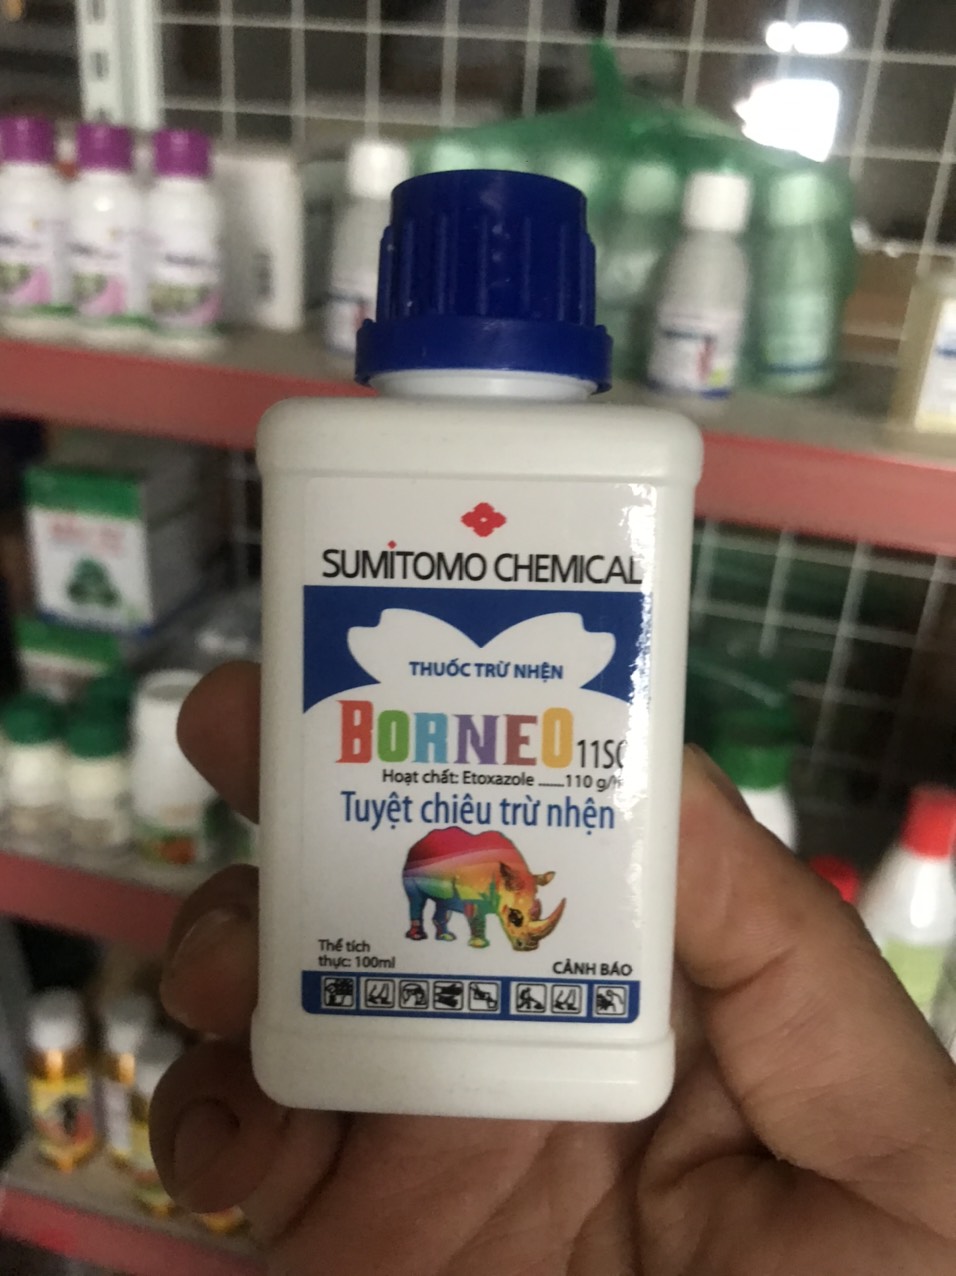 SUMITOMO CHEMICAL
THUỐC TRỪ NHỆN
BORNEO 11SC
Hoạt chất: Etoxazole ......110 g/
Tuyệt chiêu trừ nhện
Thể tích
thực: 100ml
CẢNH BÁO